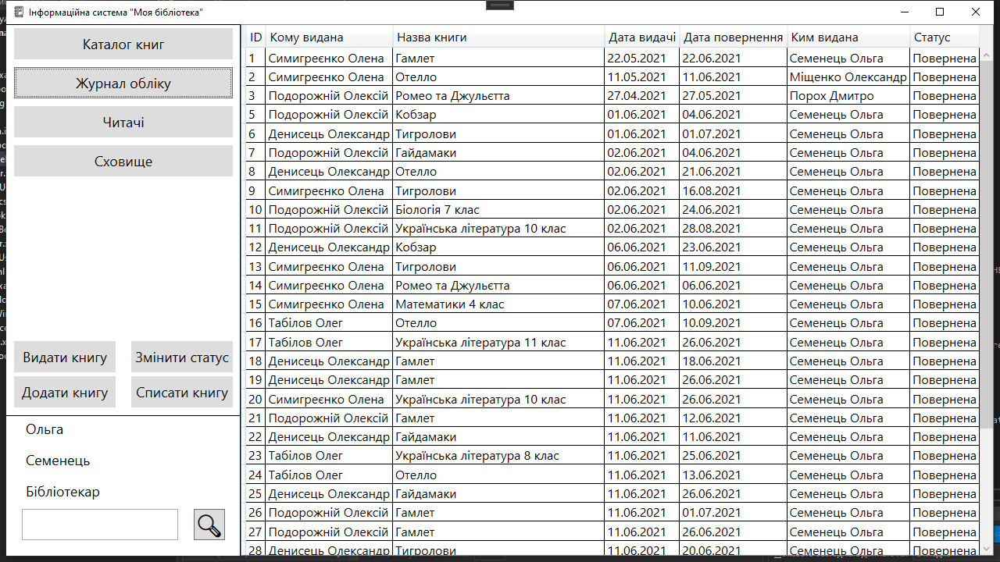 Інформаційна система "Моя бібліотека"
Каталог книг
Журнал обліку
Читачі
Сховище
Видати книгу
Змінити статус
Додати книгу
Списати книгу
Ольга
Семенець
Бібліотекар
ID Кому видана Назва книги Дата видачі Дата повернення Ким видана Статус
1 Симигреєнко Олена Гамлет 22.05.2021 22.06.2021 Семенець Ольга Повернена
2 Симигреєнко Олена Отелло 11.05.2021 11.06.2021 Міщенко Олександр Повернена
3 Подорожній Олексій Ромео та Джульєтта 27.04.2021 27.05.2021 Порох Дмитро Повернена
5 Подорожній Олексій Кобзар 01.06.2021 04.06.2021 Семенець Ольга Повернена
6 Денисець Олександр Тигролови 01.06.2021 01.07.2021 Семенець Ольга Повернена
7 Подорожній Олексій Гайдамаки 02.06.2021 04.06.2021 Семенець Ольга Повернена
8 Денисець Олександр Отелло 02.06.2021 21.06.2021 Семенець Ольга Повернена
9 Симигреєнко Олена Тигролови 02.06.2021 16.08.2021 Семенець Ольга Повернена
10 Подорожній Олексій Біологія 7 клас 02.06.2021 24.06.2021 Семенець Ольга Повернена
11 Подорожній Олексій Українська література 10 клас 02.06.2021 28.08.2021 Семенець Ольга Повернена
12 Денисець Олександр Кобзар 06.06.2021 23.06.2021 Семенець Ольга Повернена
13 Симигреєнко Олена Тигролови 06.06.2021 11.09.2021 Семенець Ольга Повернена
14 Симигреєнко Олена Ромео та Джульєтта 06.06.2021 06.06.2021 Семенець Ольга Повернена
15 Симигреєнко Олена Математики 4 клас 07.06.2021 10.06.2021 Семенець Ольга Повернена
16 Табілов Олег Отелло 07.06.2021 10.09.2021 Семенець Ольга Повернена
17 Табілов Олег Українська література 11 клас 11.06.2021 26.06.2021 Семенець Ольга Повернена
18 Денисець Олександр Гамлет 11.06.2021 18.06.2021 Семенець Ольга Повернена
19 Денисець Олександр Гамлет 11.06.2021 26.06.2021 Семенець Ольга Повернена
20 Симигреєнко Олена Українська література 10 клас 11.06.2021 26.06.2021 Семенець Ольга Повернена
21 Подорожній Олексій Гамлет 11.06.2021 12.06.2021 Семенець Ольга Повернена
22 Денисець Олександр Гайдамаки 11.06.2021 11.06.2021 Семенець Ольга Повернена
23 Табілов Олег Українська література 8 клас 11.06.2021 25.06.2021 Семенець Ольга Повернена
24 Табілов Олег Отелло 11.06.2021 13.06.2021 Семенець Ольга Повернена
25 Денисець Олександр Гайдамаки 11.06.2021 26.06.2021 Семенець Ольга Повернена
26 Подорожній Олексій Гамлет 11.06.2021 01.07.2021 Семенець Ольга Повернена
27 Подорожній Олексій Гамлет 11.06.2021 26.06.2021 Семенець Ольга Повернена
28 Денисець Олександр Тигролови 11.06.2021 20.06.2021 Семенець Ольга Повернена